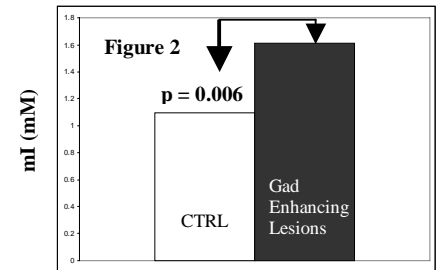 Figure 2
p = 0.006
mI (mM)
1.8
1.6
1.4
1.2
1
0.8
0.6
0.4
0.2
0
CTRL
Gad
Enhancing
Lesions